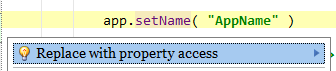 app.setName( "AppName" )
Replace with property access